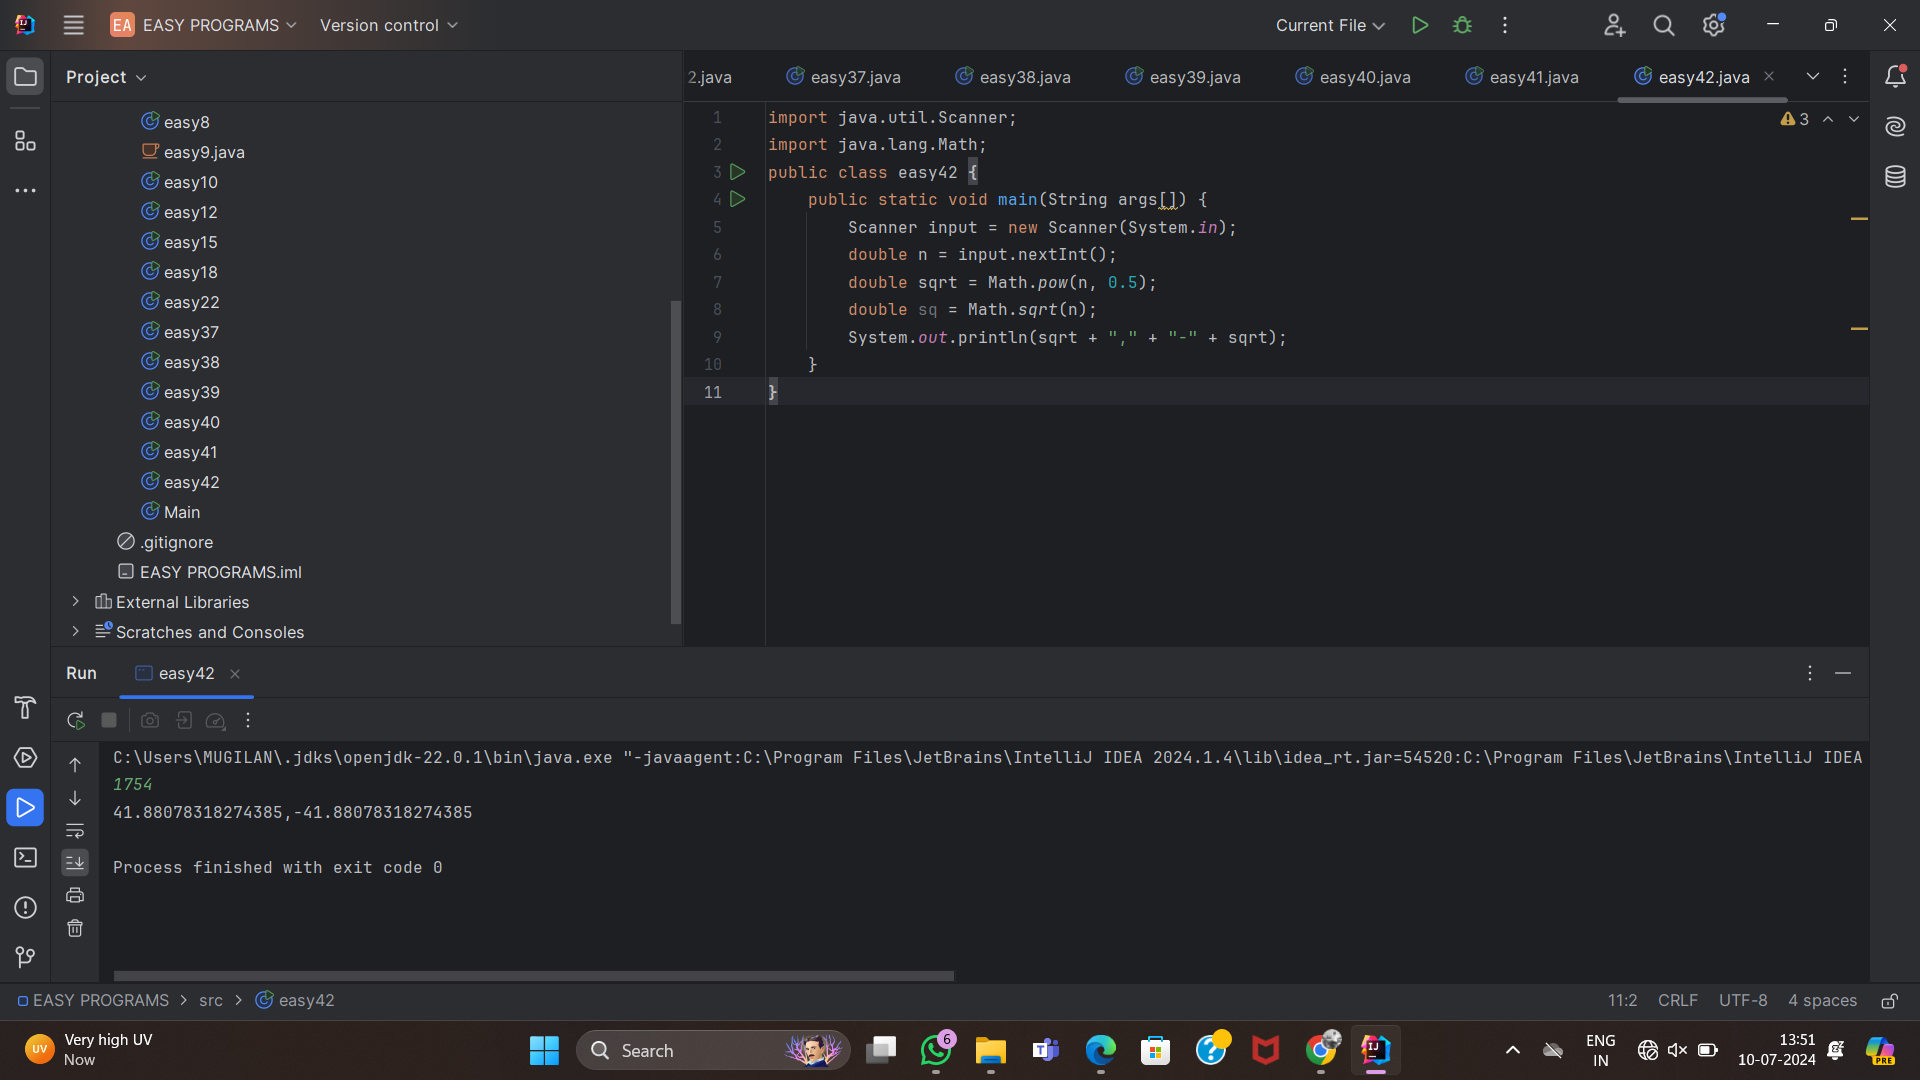 EA EASY PROGRAMS Version control Current File
Project
2.java easy37.java easy38.java easy39.java easy40.java easy41.java easy42.java
easy8
easy9.java
easy10
easy12
easy15
easy18
easy22
easy37
easy38
easy39
easy40
easy41
easy42
Main
.gitignore
EASY PROGRAMS.iml
External Libraries
Scratches and Consoles
3
1 import java.util.Scanner;
2 import java.lang.Math;
3 public class easy42 {
4 public static void main(String args[]) {
5 Scanner input = new Scanner(System.in);
6 double n = input.nextInt();
7 double sqrt = Math.pow(n, 0.5);
8 double sq = Math.sqrt(n);
9 System.out.println(sqrt + "," + "-" + sqrt);
10 }
11 }
Run easy42
C:\Users\MUGILAN\.jdks\openjdk-22.0.1\bin\java.exe "-javaagent:C:\Program Files\JetBrains\IntelliJ IDEA 2024.1.4\lib\idea_rt.jar=54520:C:\Program Files\JetBrains\IntelliJ IDEA
1754
41.88078318274385,-41.88078318274385
Process finished with exit code 0
EASY PROGRAMS > src > easy42 11:2 CRLF UTF-8 4 spaces
UV Very high UV
Now
Search
6
ENG
IN
13:51
10-07-2024
PRE